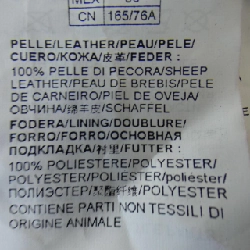 MEX
CN 165/76A
PELLE/LEATHER/PEAU/PELE/
CUERO/КОЖА/皮革/FEDER :
100% PELLE DI PECORA/SHEEP
LEATHER/PEAU DE BREBIS/PELE
DE CARNEIRO/PIEL DE OVEJA/
ОВЧИНА/绵羊皮/SCHAFFEL
FODERA/LINING/DOUBLURE/
FORRO/FORRO/ОСНОВНАЯ
ПОДКЛАДКА/衬里/FUTTER:
100% POLIESTERE/POLYESTER/
POLYESTER/POLIÉSTER/poliester/
ПОЛИЭСТЕР/聚酯纤维/POLYESTER
CONTIENE PARTI NON TESSILI DI
ORIGINE ANIMALE